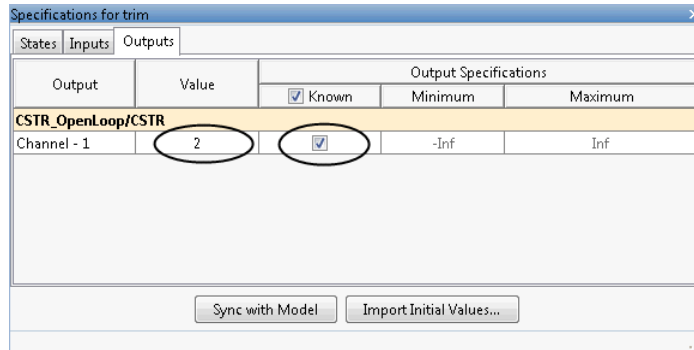 Specifications for trim
States Inputs Outputs
Output Value Output Specifications
Known Minimum Maximum
CSTR_OpenLoop/CSTR
Channel - 1 2 -Inf Inf
Sync with Model Import Initial Values...